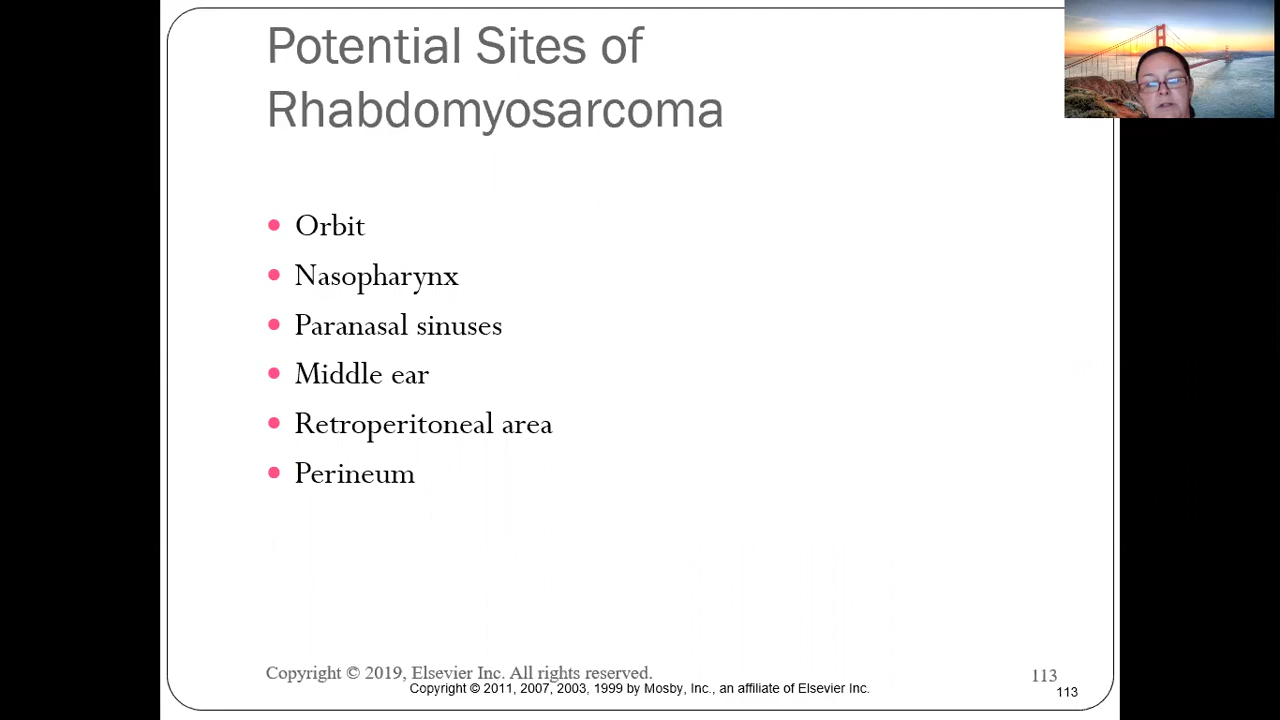 Potential Sites of
Rhabdomyosarcoma
Orbit
Nasopharynx
Paranasal sinuses
Middle ear
Retroperitoneal area
Perineum
Copyright © 2019, Elsevier Inc. All rights reserved.
113
Copyright © 2011, 2007, 2003, 1999 by Mosby, Inc., an affiliate of Elsevier Inc.
113